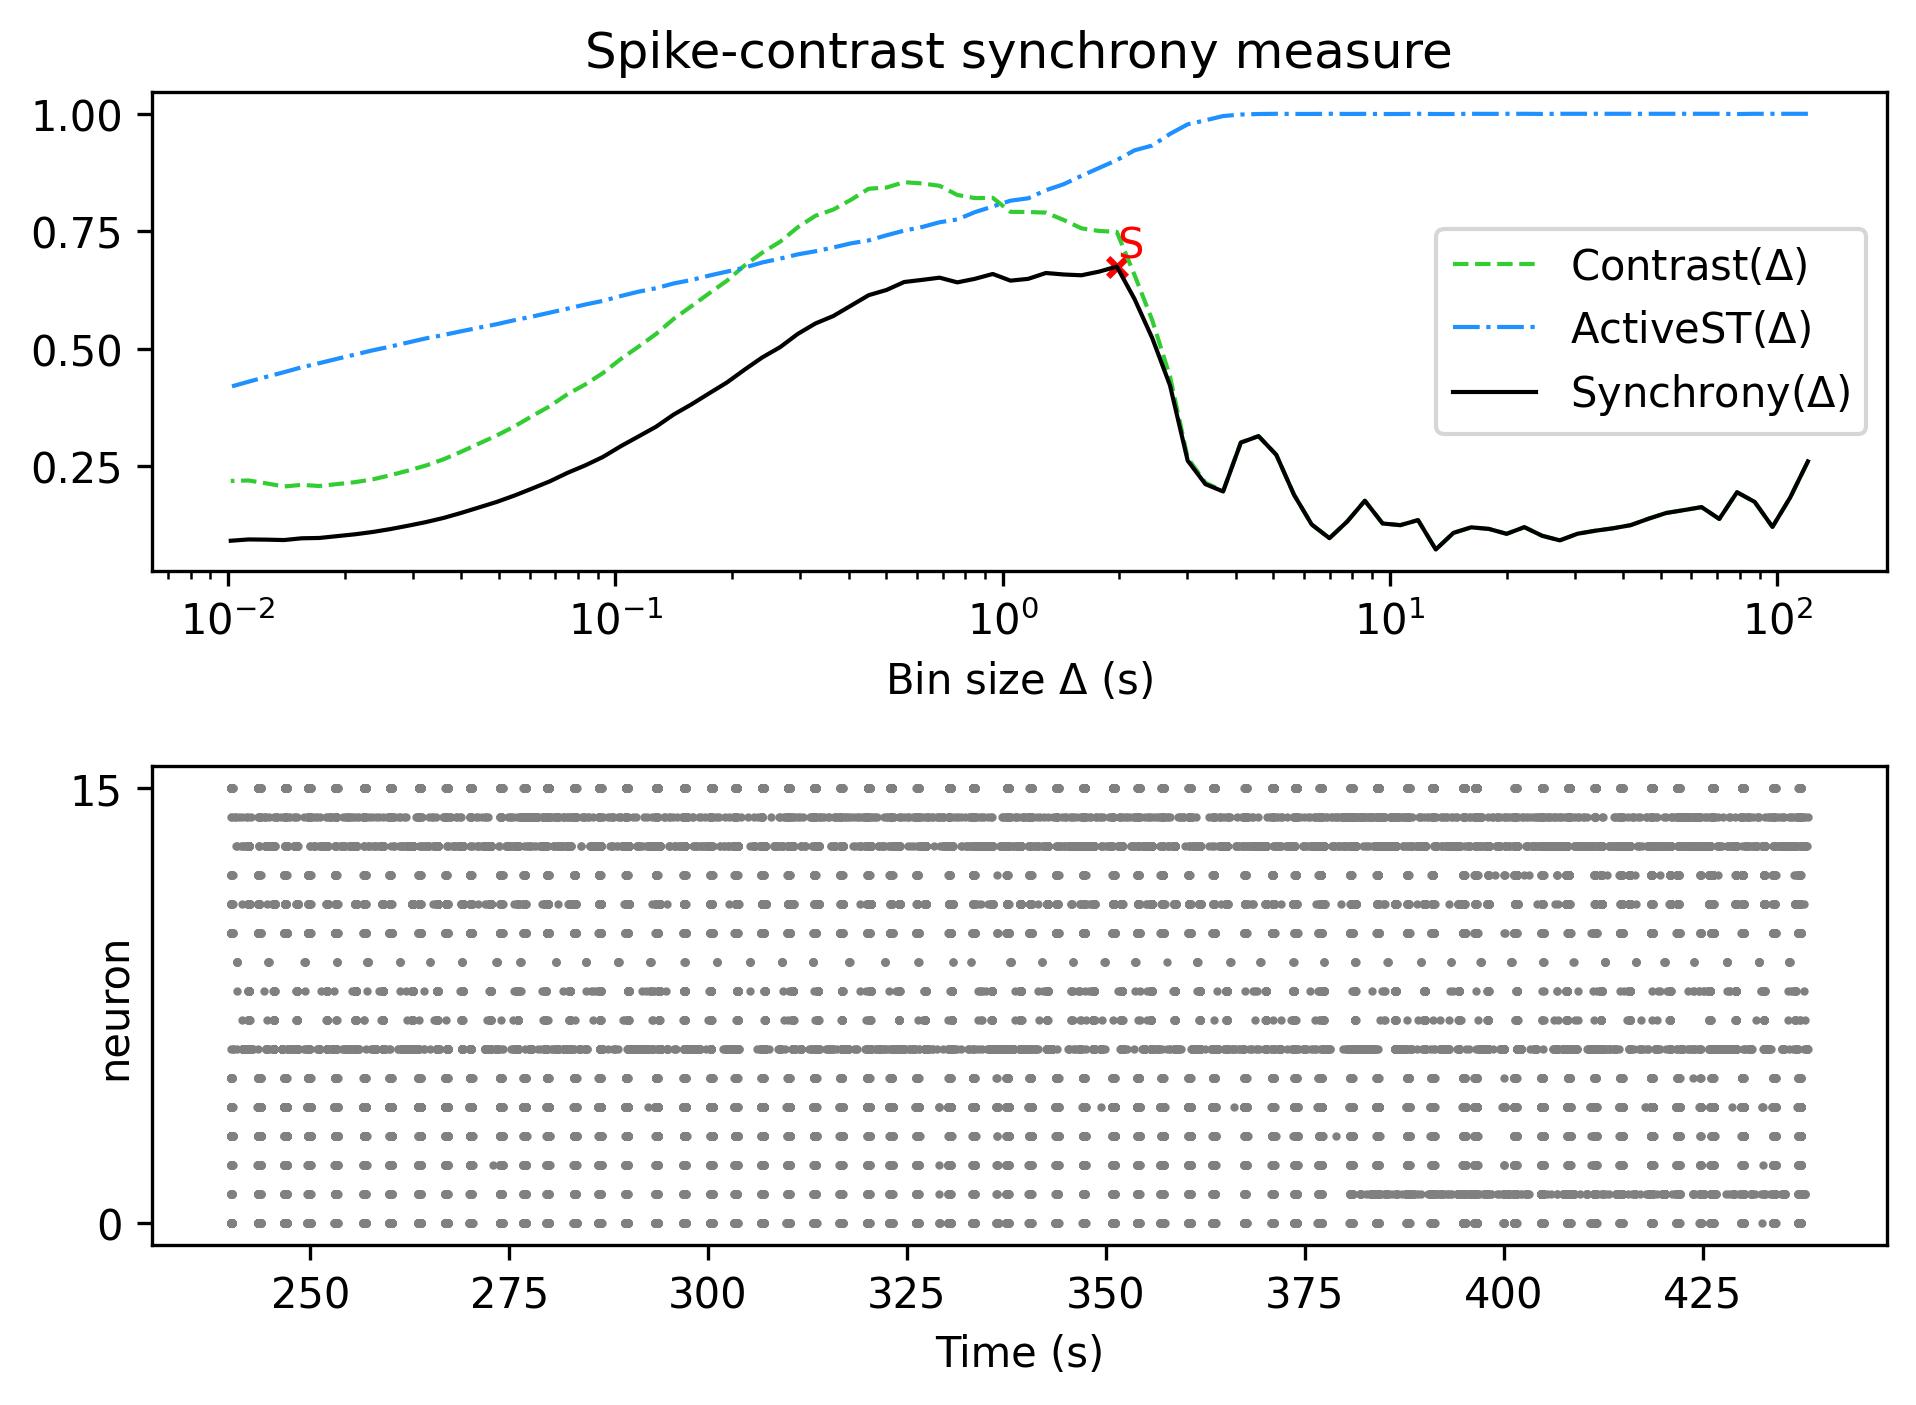 Spike-contrast synchrony measure
1.00
0.75
0.50
0.25
S
Contrast(Δ)
ActiveST(Δ)
Synchrony(Δ)
10⁻² 10⁻¹ 10⁰ 10¹ 10²
Bin size Δ (s)
15
neuron
0
250 275 300 325 350 375 400 425
Time (s)